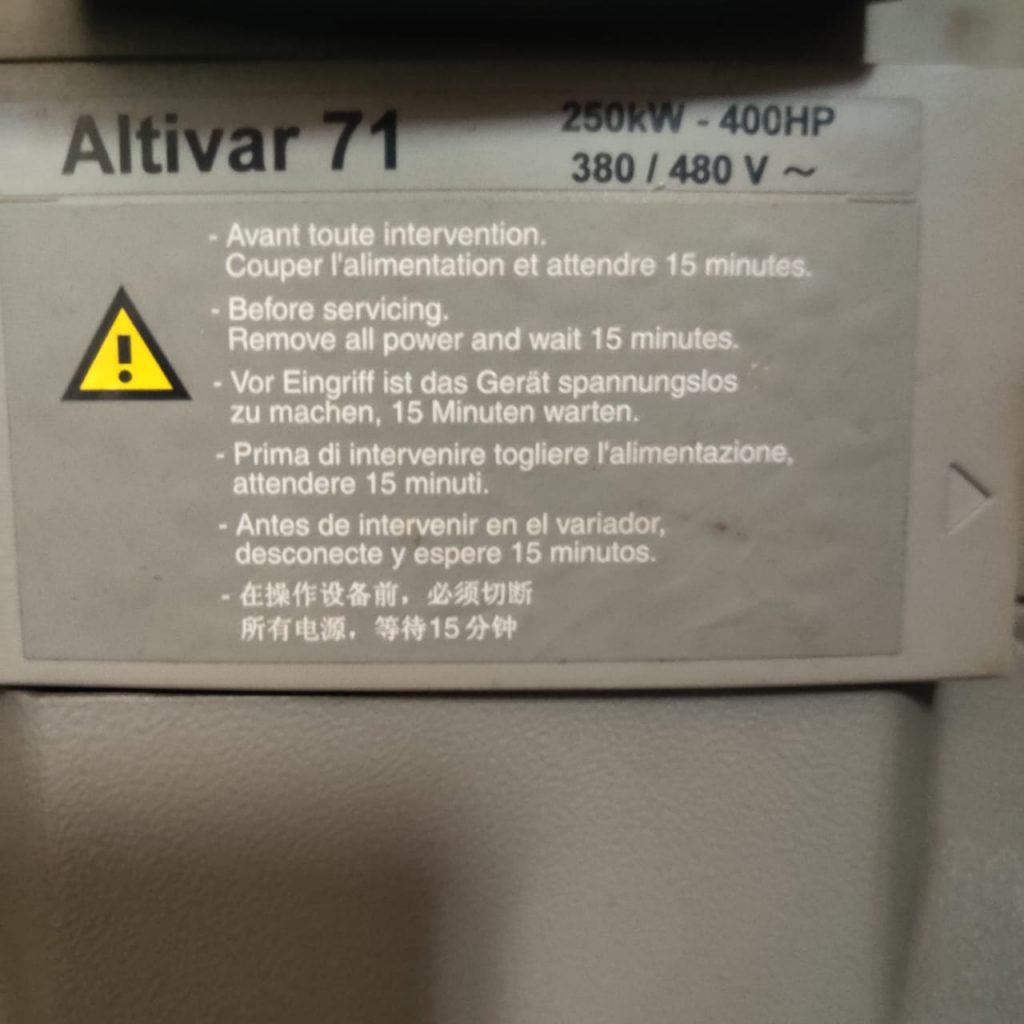 Altivar 71
250kW - 400HP
380 / 480 V ~
- Avant toute intervention.
Couper l'alimentation et attendre 15 minutes.
- Before servicing.
Remove all power and wait 15 minutes.
- Vor Eingriff ist das Gerät spannungslos
zu machen, 15 Minuten warten.
- Prima di intervenire togliere l'alimentazione,
attendere 15 minuti.
- Antes de intervenir en el variador,
desconecte y espere 15 minutos.
- 在操作设备前，必须切断
所有电源，等待15分钟